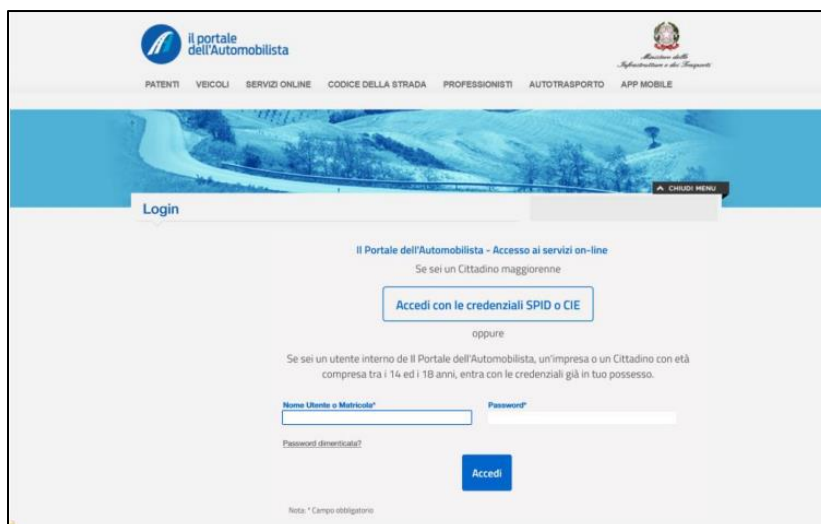 il portale
dell'Automobilista
Ministero delle
Infrastrutture e dei Trasporti
PATENTI VEICOLI SERVIZI ONLINE CODICE DELLA STRADA PROFESSIONISTI AUTOTRASPORTO APP MOBILE
CHIUDI MENU
Login
Il Portale dell'Automobilista - Accesso ai servizi on-line
Se sei un Cittadino maggiorenne
Accedi con le credenziali SPID o CIE
oppure
Se sei un utente interno de Il Portale dell'Automobilista, un'impresa o un Cittadino con età
compresa tra i 14 ed i 18 anni, entra con le credenziali già in tuo possesso.
Nome Utente o Matricola* Password*
Password dimenticata?
Accedi
Nota: * Campo obbligatorio